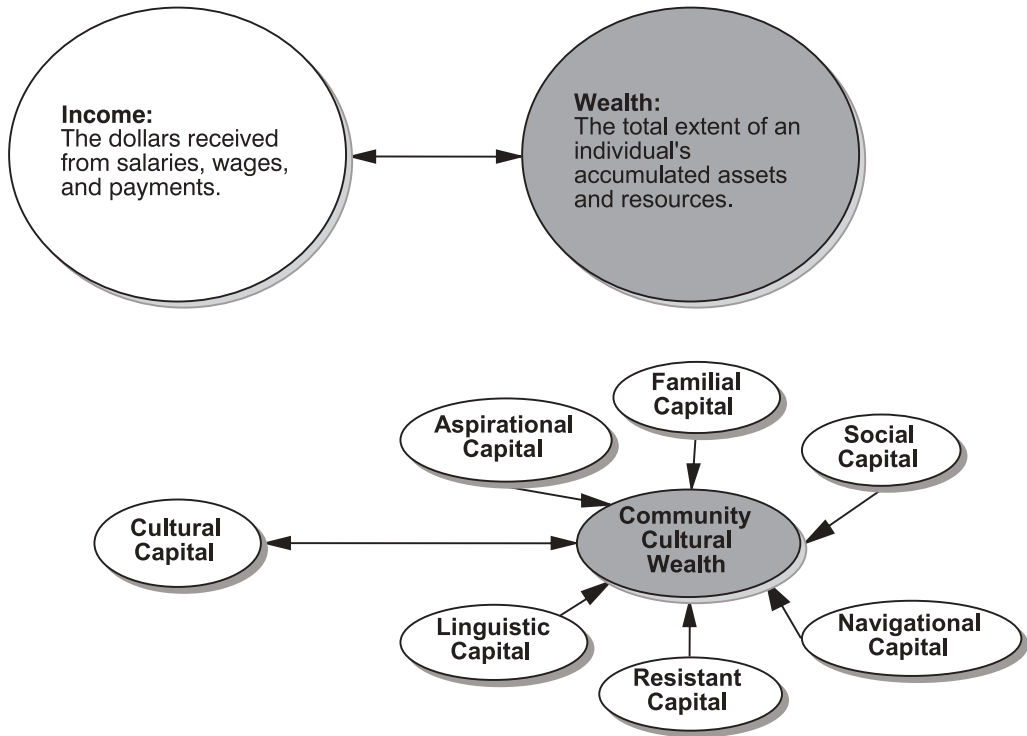 Income:
The dollars received
from salaries, wages,
and payments.
Wealth:
The total extent of an
individual's
accumulated assets
and resources.
Familial
Capital
Aspirational
Capital
Social
Capital
Cultural
Capital
Community
Cultural
Wealth
Linguistic
Capital
Resistant
Capital
Navigational
Capital